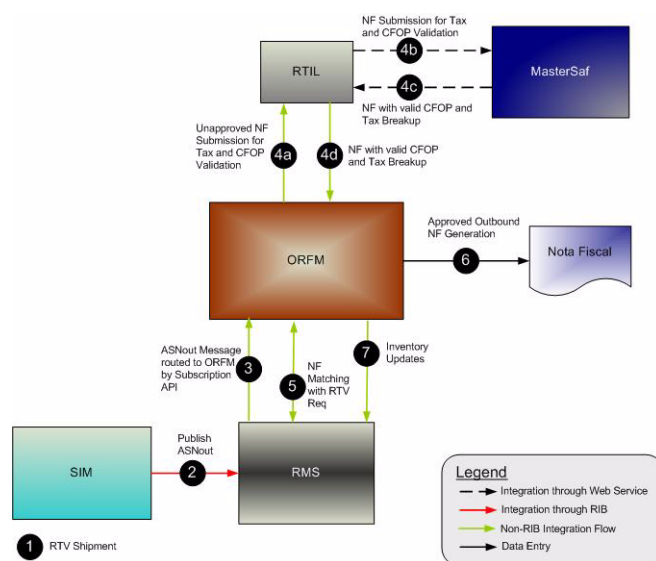 NF Submission for Tax
and CFOP Validation
4b
RTIL
MasterSaf
4c
NF with valid CFOP
and Tax Breakup
Unapproved NF
Submission for
Tax and CFOP
Validation
4a
4d
NF with valid CFOP
and Tax Breakup
ORFM
Approved Outbound
NF Generation
6
Nota Fiscal
ASNout Message
routed to ORFM
by Subscription
API
3
5
NF
Matching
with RTV
Req
7
Inventory
Updates
SIM
Publish
ASNout
2
RMS
1
RTV Shipment
Legend
Integration through Web Service
Integration through RIB
Non-RIB Integration Flow
Data Entry